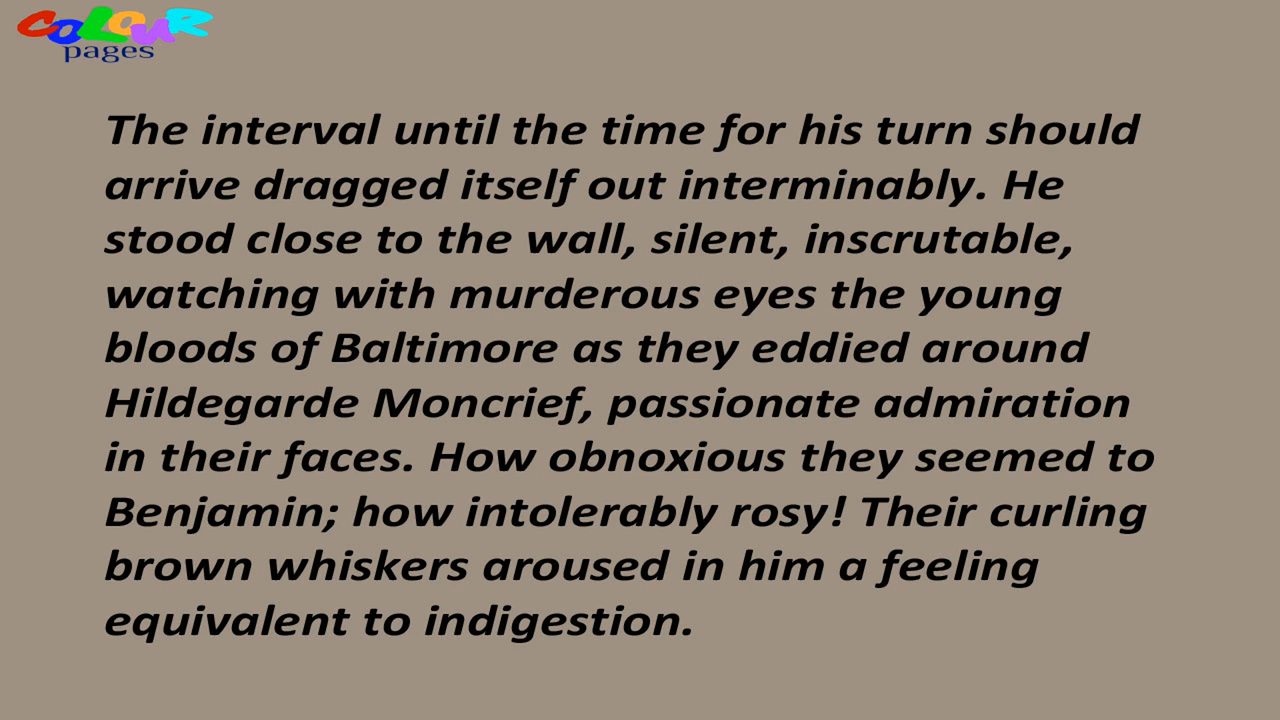 COLOUR
pages
The interval until the time for his turn should
arrive dragged itself out interminably. He
stood close to the wall, silent, inscrutable,
watching with murderous eyes the young
bloods of Baltimore as they eddied around
Hildegarde Moncrief, passionate admiration
in their faces. How obnoxious they seemed to
Benjamin; how intolerably rosy! Their curling
brown whiskers aroused in him a feeling
equivalent to indigestion.